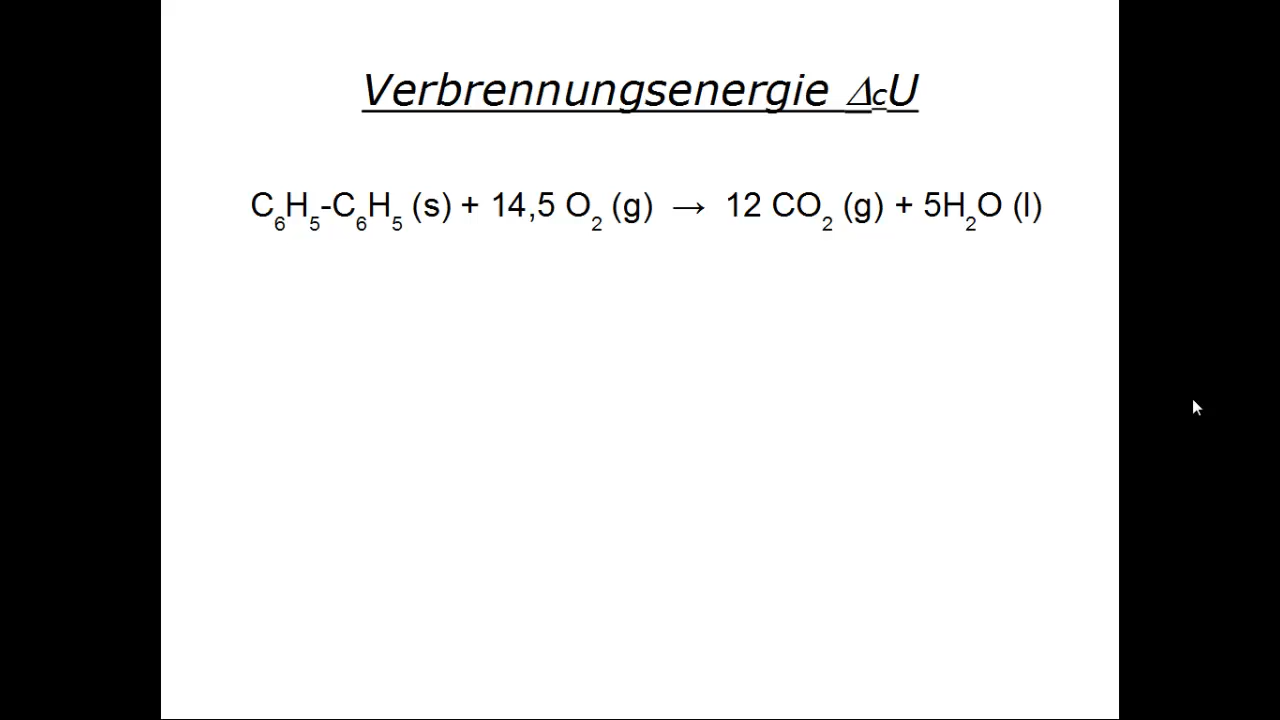 Verbrennungsenergie ΔcU
C₆H₅-C₆H₅ (s) + 14,5 O₂ (g) → 12 CO₂ (g) + 5H₂O (l)